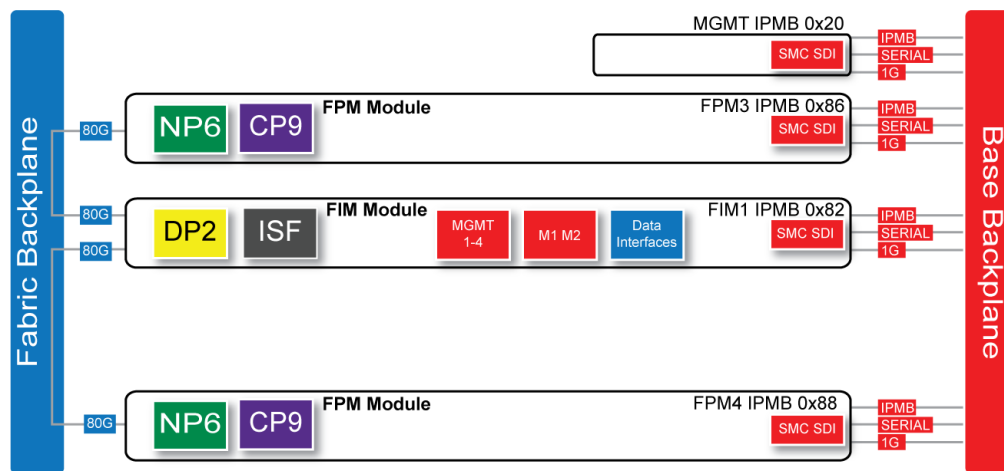 Fabric Backplane
MGMT IPMB 0x20
SMC SDI
IPMB
SERIAL
1G
80G
FPM Module
NP6
CP9
FPM3 IPMB 0x86
SMC SDI
IPMB
SERIAL
1G
80G
80G
FIM Module
DP2
ISF
MGMT
1-4
M1 M2
Data
Interfaces
FIM1 IPMB 0x82
SMC SDI
IPMB
SERIAL
1G
80G
FPM Module
NP6
CP9
FPM4 IPMB 0x88
SMC SDI
IPMB
SERIAL
1G
Base Backplane